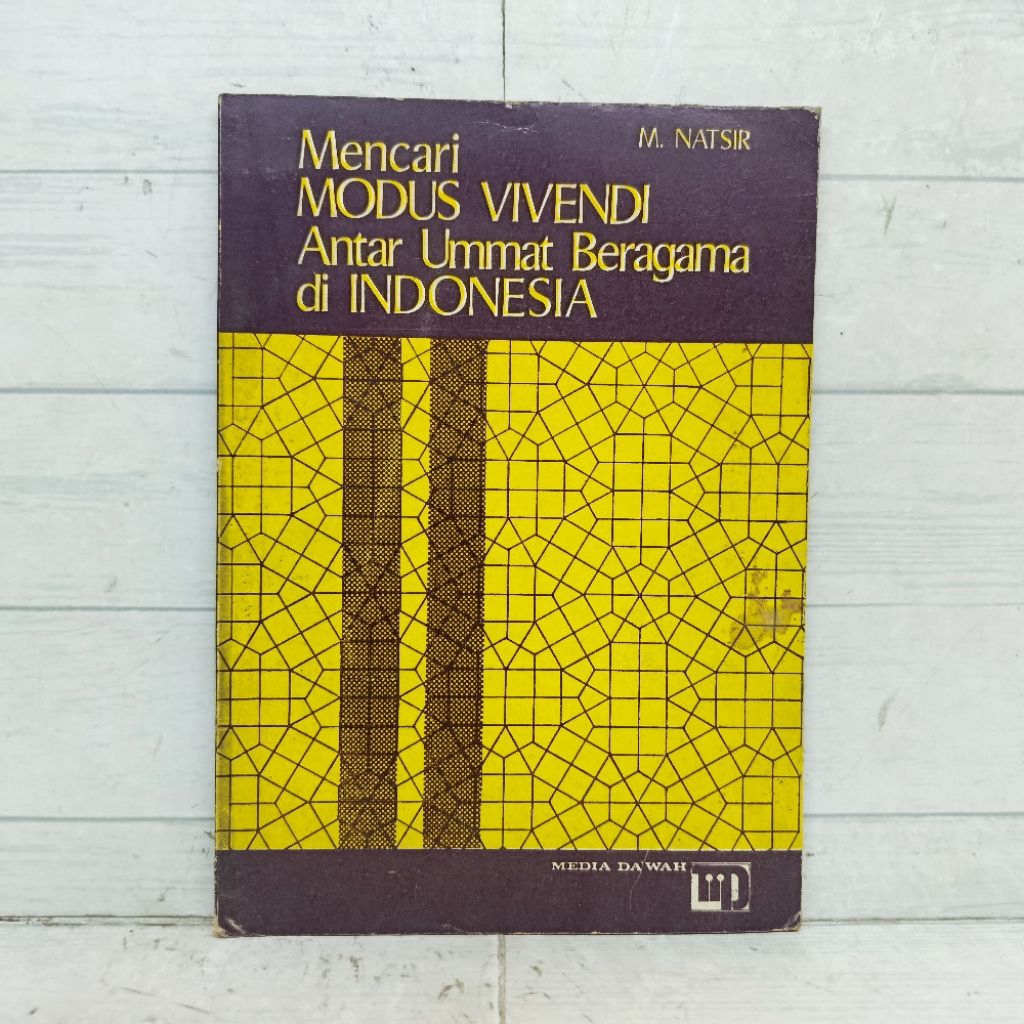 Mencari
MODUS VIVENDI
Antar Ummat Beragama
di INDONESIA
M. NATSIR
MEDIA DA'WAH